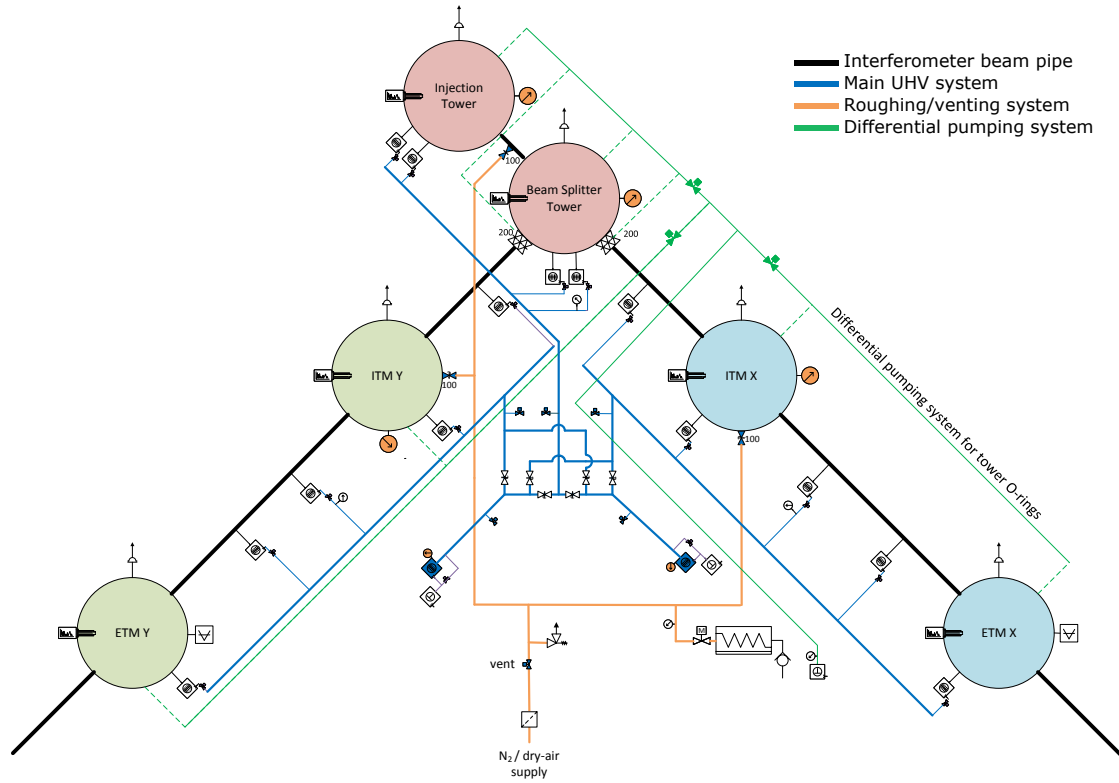 Interferometer beam pipe
Main UHV system
Roughing/venting system
Differential pumping system
Injection
Tower
100
Beam Splitter
Tower
200
200
ITM Y
100
ITM X
100
Differential pumping system for tower O-rings
ETM Y
ETM X
M
vent
N₂ / dry-air
supply